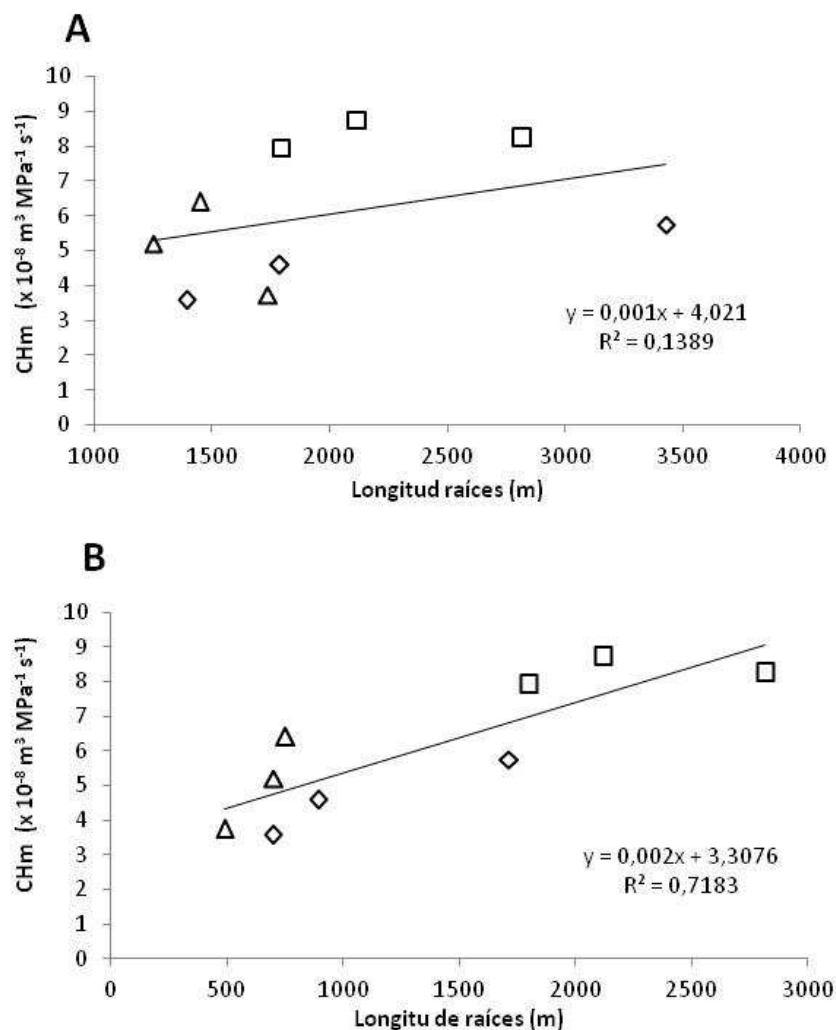 A
10
9
8
7
6
5
4
3
2
1
0
CHm (x 10⁻⁸ m³ MPa⁻¹ s⁻¹)
y = 0,001x + 4,021
R² = 0,1389
1000 1500 2000 2500 3000 3500 4000
Longitud raíces (m)
B
10
9
8
7
6
5
4
3
2
1
0
CHm (x 10⁻⁸ m³ MPa⁻¹ s⁻¹)
y = 0,002x + 3,3076
R² = 0,7183
0 500 1000 1500 2000 2500 3000
Longitu de raíces (m)